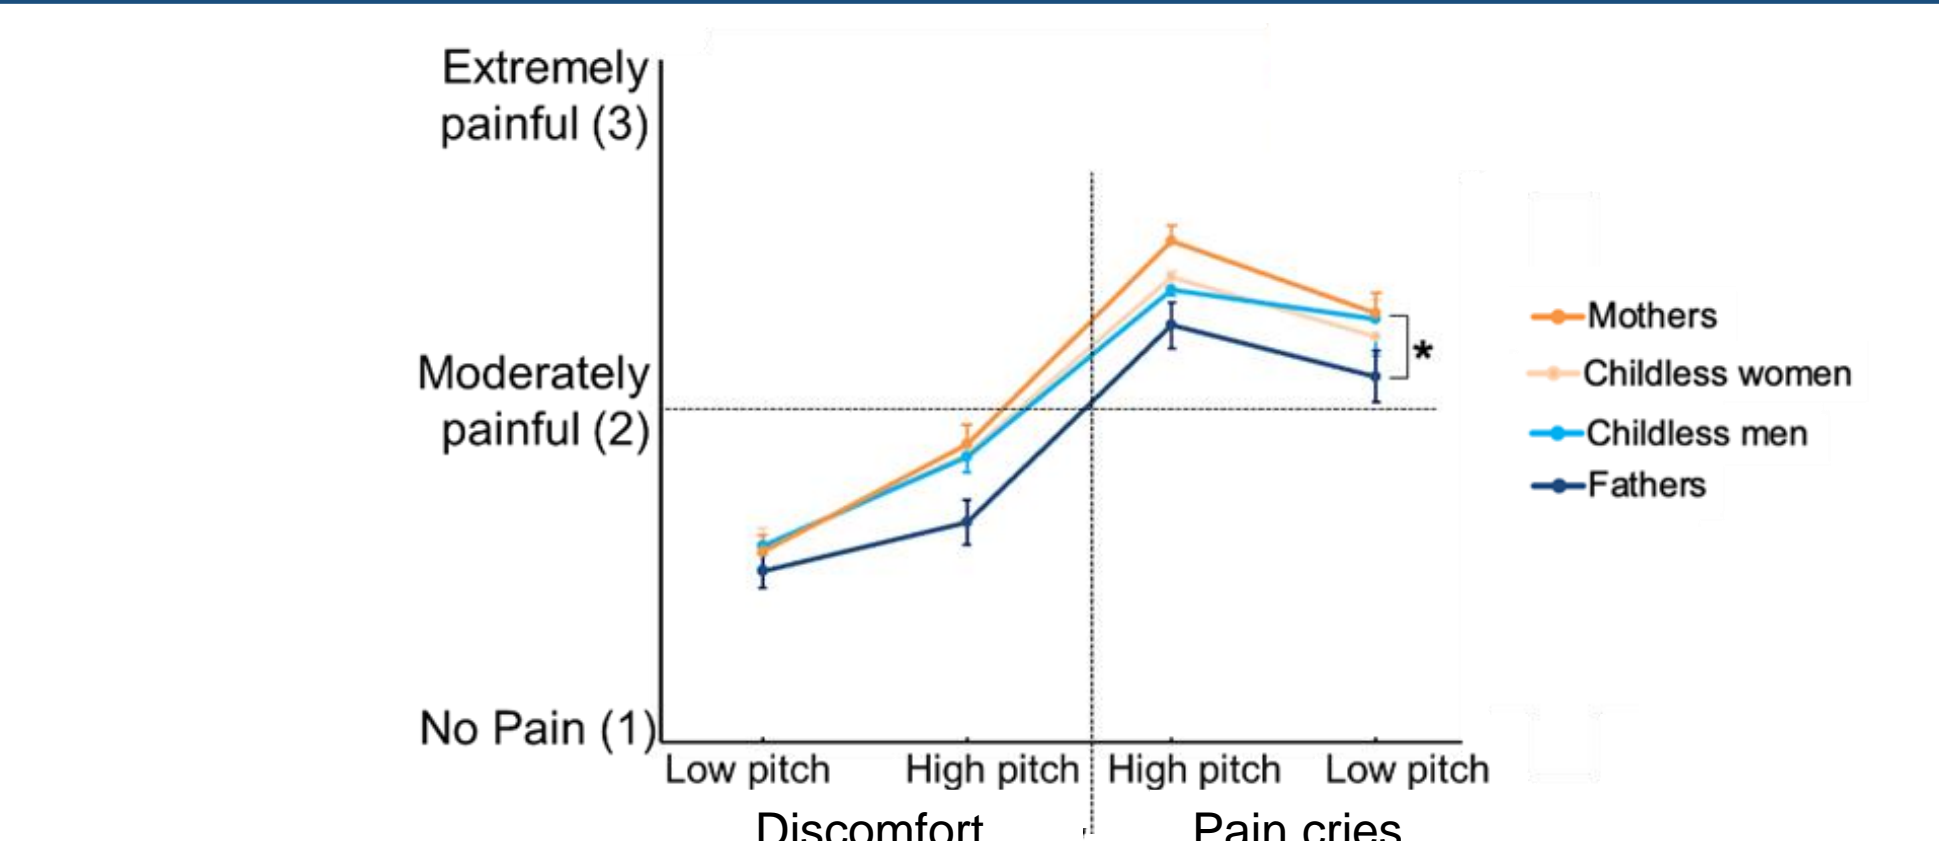 Extremely
painful (3)
Moderately
painful (2)
No Pain (1)
*
Mothers
Childless women
Childless men
Fathers
Low pitch High pitch High pitch Low pitch
Discomfort Pain cries